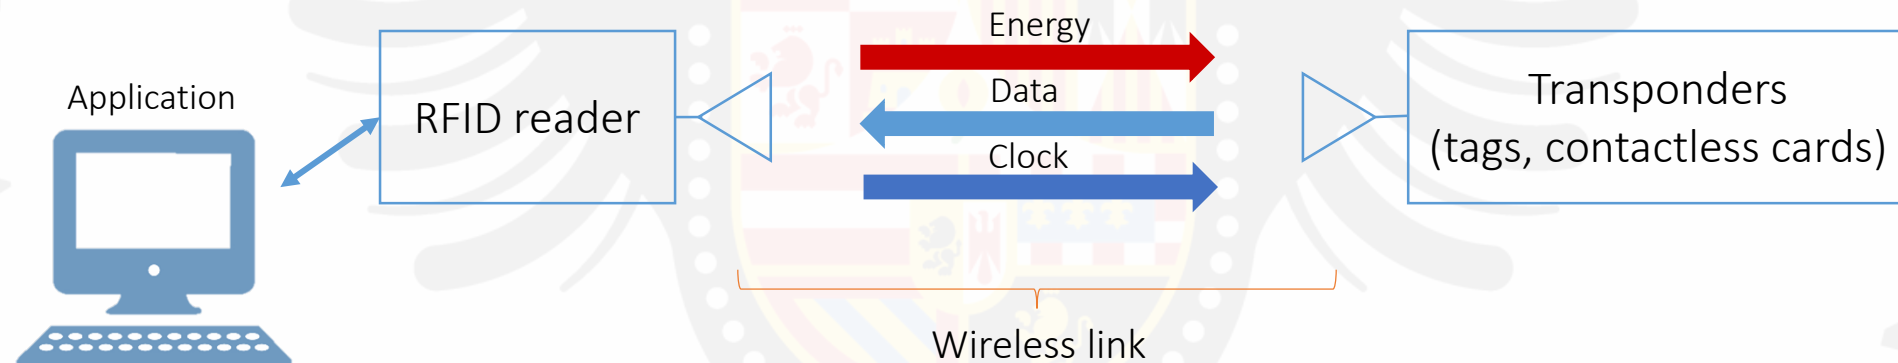 Application
RFID reader
Energy
Data
Clock
Wireless link
Transponders
(tags, contactless cards)